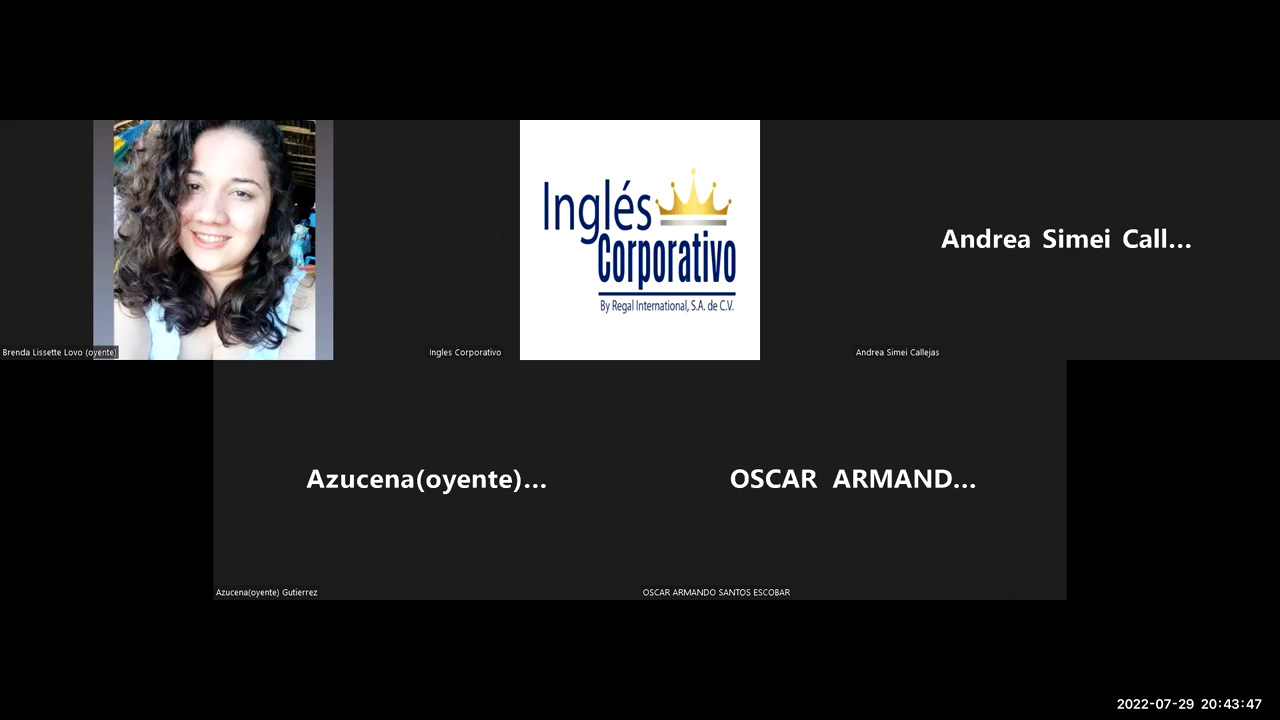 Inglés
Corporativo
By Regal International, S.A. de C.V.
Andrea Simei Call...
Brenda Lissette Lovo (oyente)
Ingles Corporativo
Andrea Simei Callejas
Azucena(oyente)...
OSCAR ARMAND...
Azucena(oyente) Gutierrez
OSCAR ARMANDO SANTOS ESCOBAR
2022-07-29 20:43:47